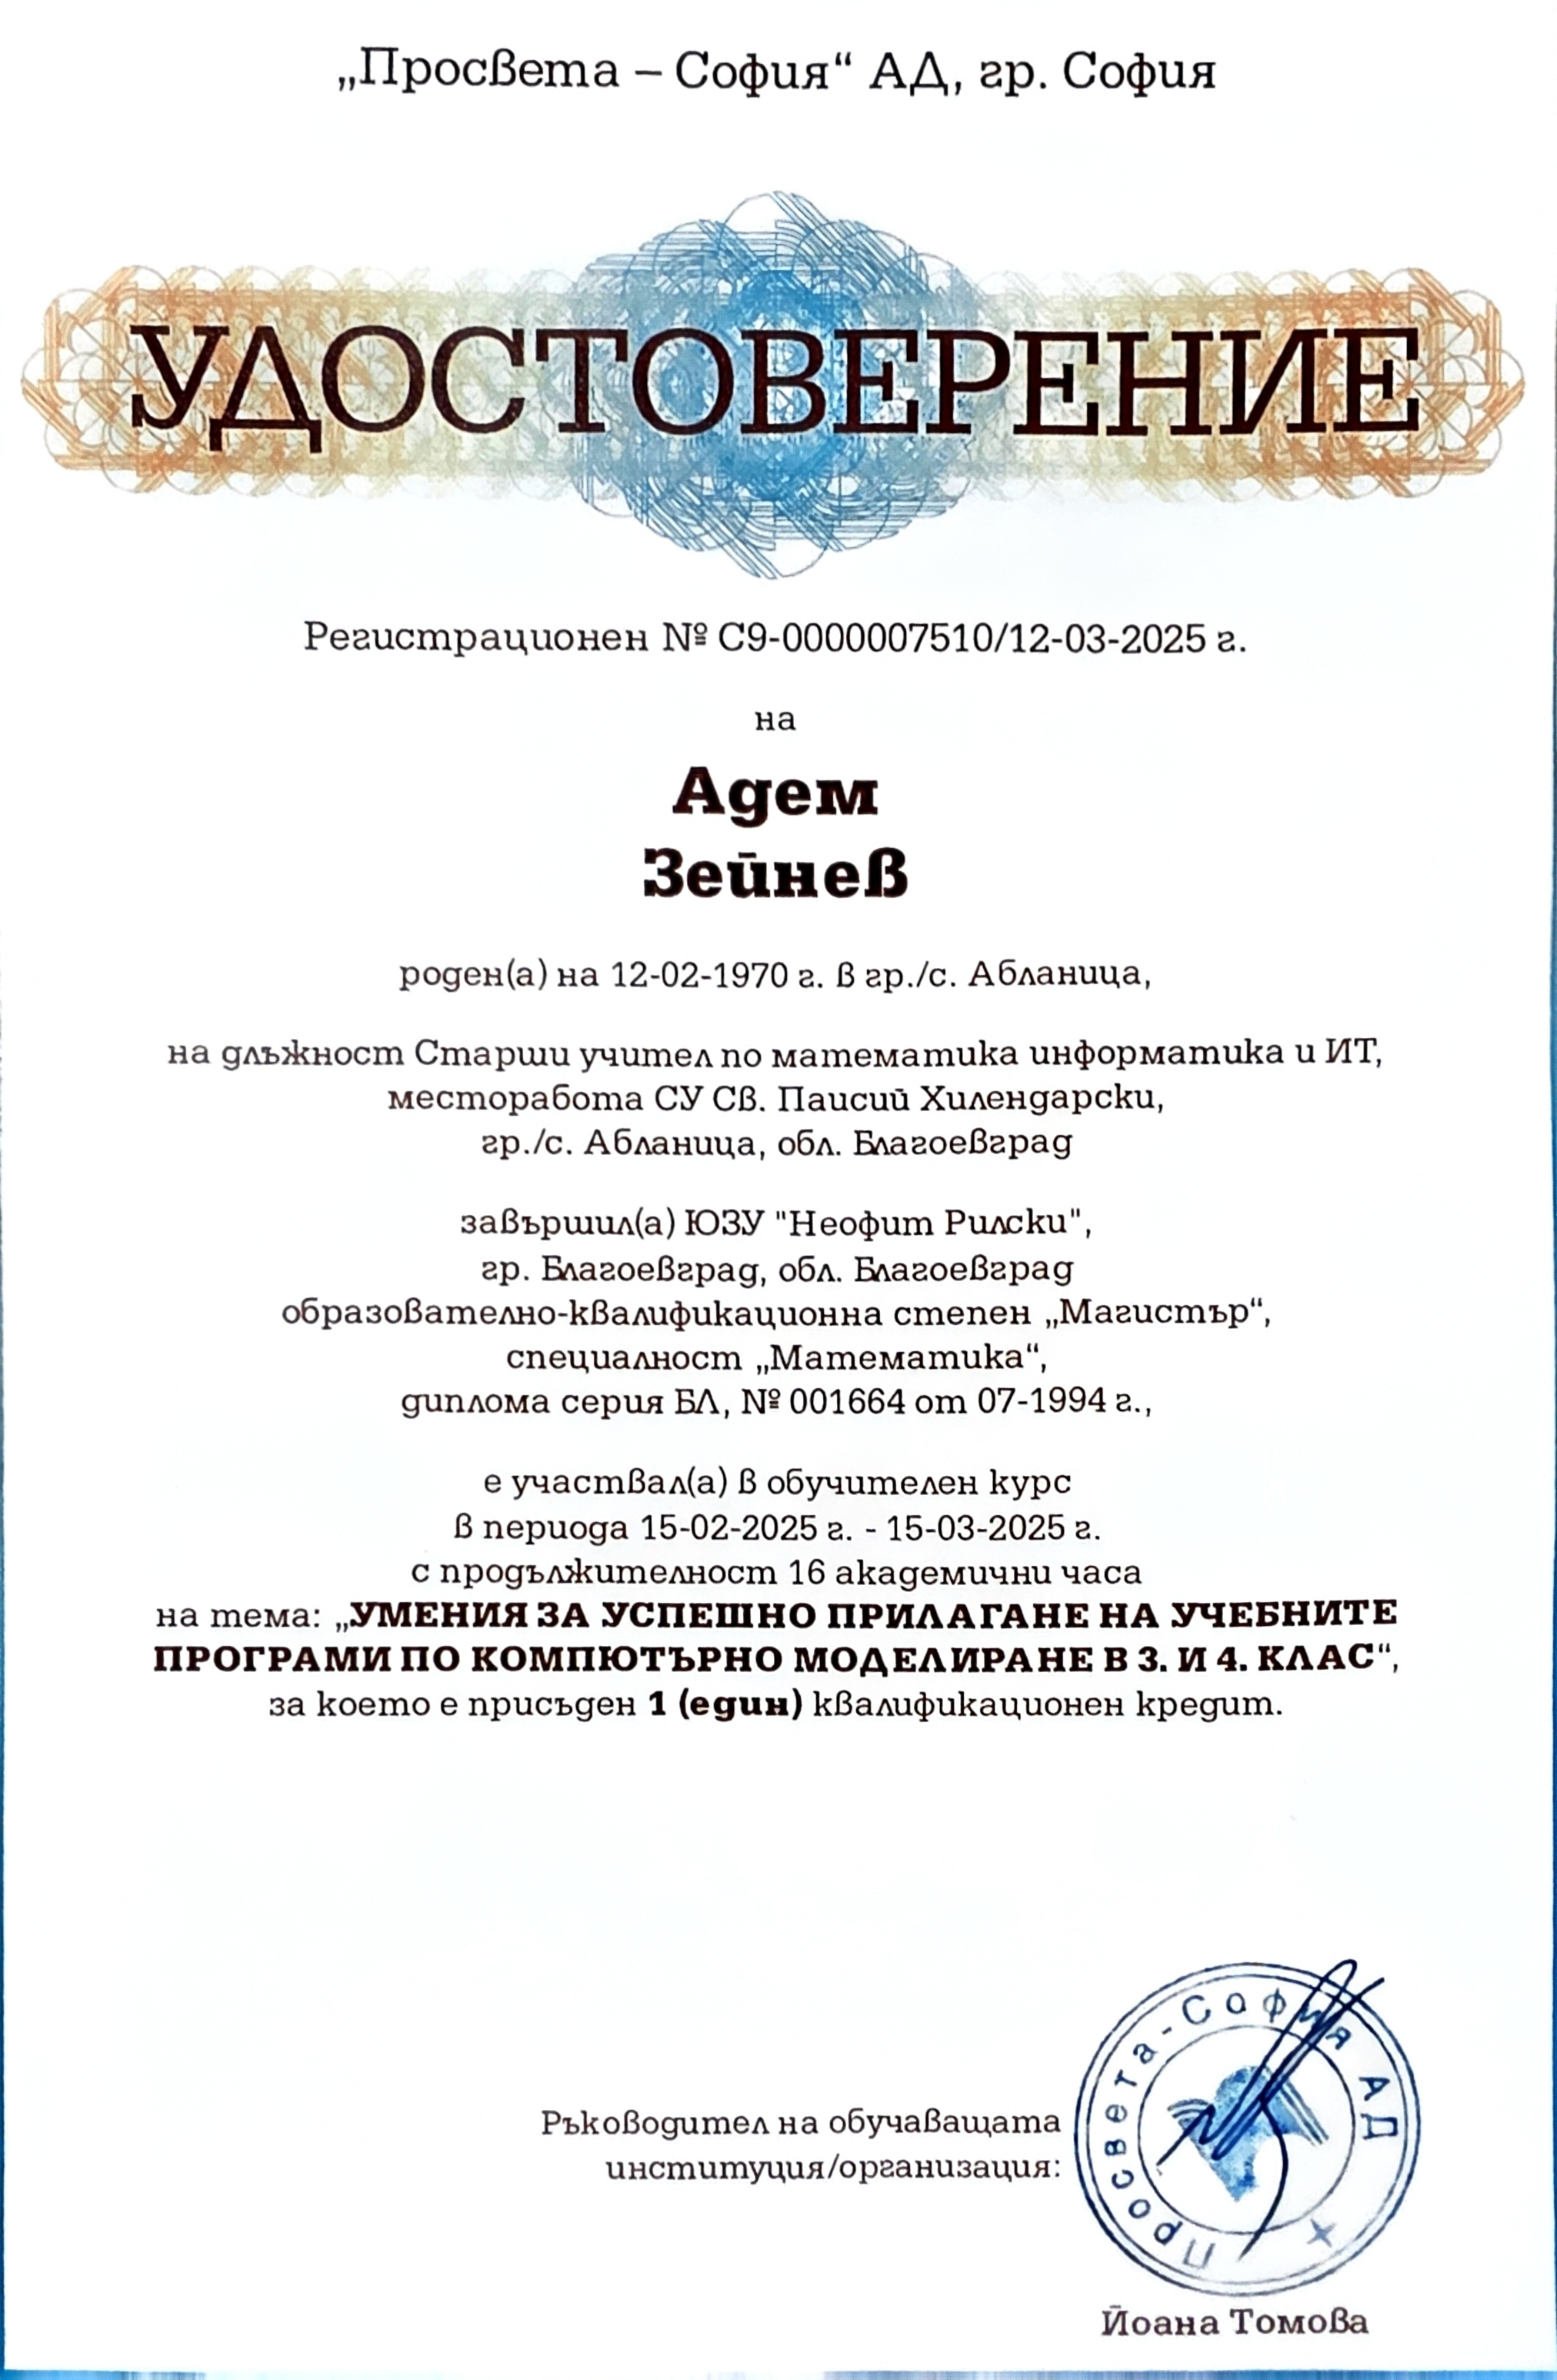 „Просвета – София“ АД, гр. София
УДОСТОВЕРЕНИЕ
Регистрационен № С9-0000007510/12-03-2025 г.
на
Адем
Зейнев
роден(а) на 12-02-1970 г. в гр./с. Абланица,
на длъжност Старши учител по математика информатика и ИТ,
месторабота СУ Св. Паисий Хилендарски,
гр./с. Абланица, обл. Благоевград
завършил(а) ЮЗУ "Неофит Рилски",
гр. Благоевград, обл. Благоевград
образователно-квалификационна степен „Магистър“,
специалност „Математика“,
диплома серия БЛ, № 001664 от 07-1994 г.,
е участвал(а) в обучителен курс
в периода 15-02-2025 г. - 15-03-2025 г.
с продължителност 16 академични часа
на тема: „УМЕНИЯ ЗА УСПЕШНО ПРИЛАГАНЕ НА УЧЕБНИТЕ
ПРОГРАМИ ПО КОМПЮТЪРНО МОДЕЛИРАНЕ В 3. И 4. КЛАС“,
за което е присъден 1 (един) квалификационен кредит.
Ръководител на обучаващата
институция/организация:
Просвета-София АД
Йоана Томова